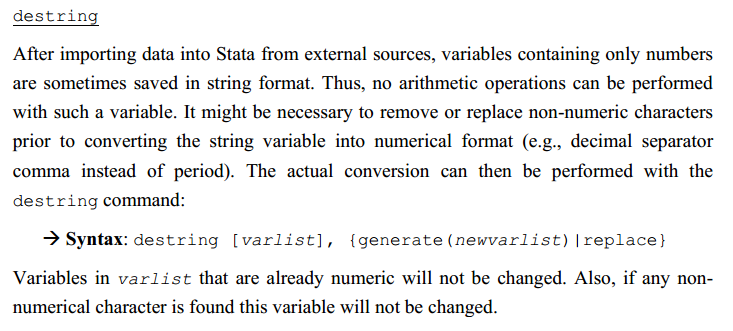 destring
After importing data into Stata from external sources, variables containing only numbers
are sometimes saved in string format. Thus, no arithmetic operations can be performed
with such a variable. It might be necessary to remove or replace non-numeric characters
prior to converting the string variable into numerical format (e.g., decimal separator
comma instead of period). The actual conversion can then be performed with the
destring command:
→ Syntax: destring [varlist], {generate(newvarlist)|replace}
Variables in varlist that are already numeric will not be changed. Also, if any non-
numerical character is found this variable will not be changed.